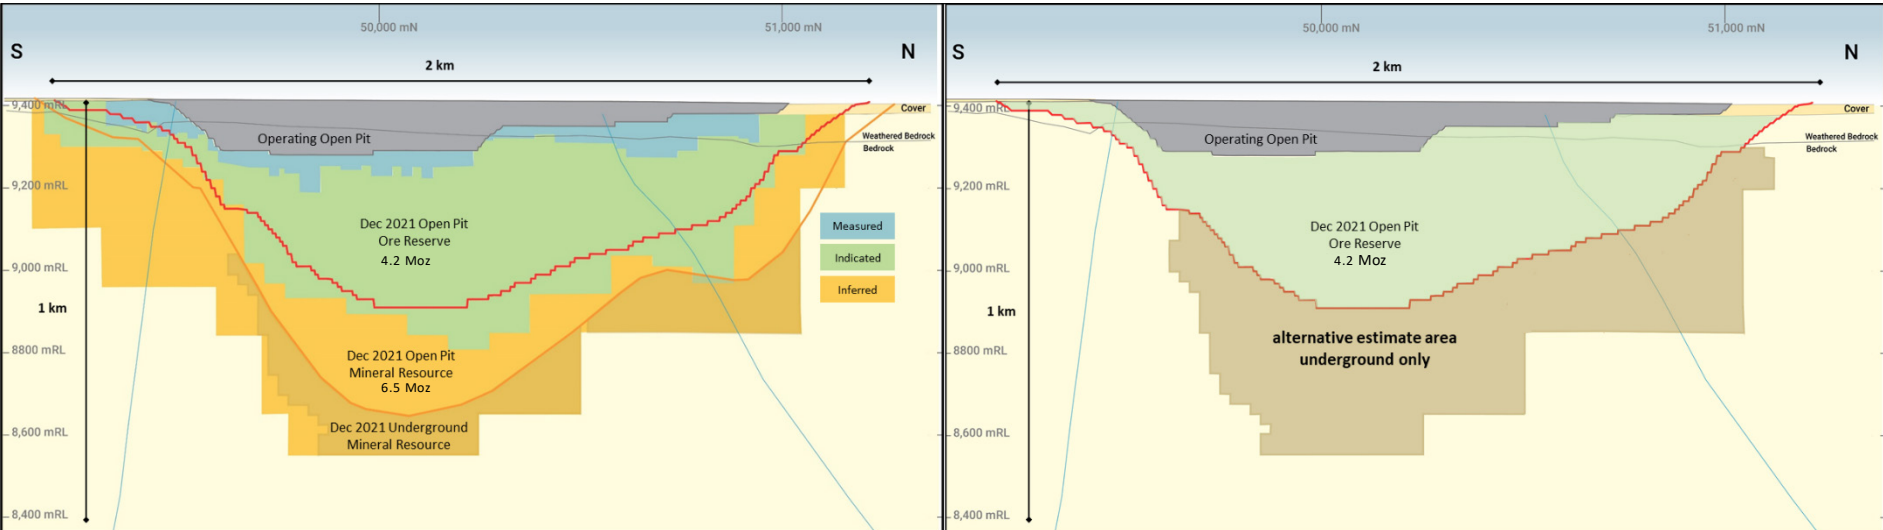 50,000 mN
51,000 mN
S
N
2 km
9,400 mRL
Cover
Operating Open Pit
Weathered Bedrock
Bedrock
9,200 mRL
Dec 2021 Open Pit
Ore Reserve
4.2 Moz
Measured
Indicated
Inferred
9,000 mRL
1 km
8800 mRL
Dec 2021 Open Pit
Mineral Resource
6.5 Moz
8,600 mRL
Dec 2021 Underground
Mineral Resource
8,400 mRL
50,000 mN
51,000 mN
S
N
2 km
9,400 mRL
Cover
Operating Open Pit
Weathered Bedrock
Bedrock
9,200 mRL
Dec 2021 Open Pit
Ore Reserve
4.2 Moz
9,000 mRL
1 km
alternative estimate area
underground only
8800 mRL
8,600 mRL
8,400 mRL